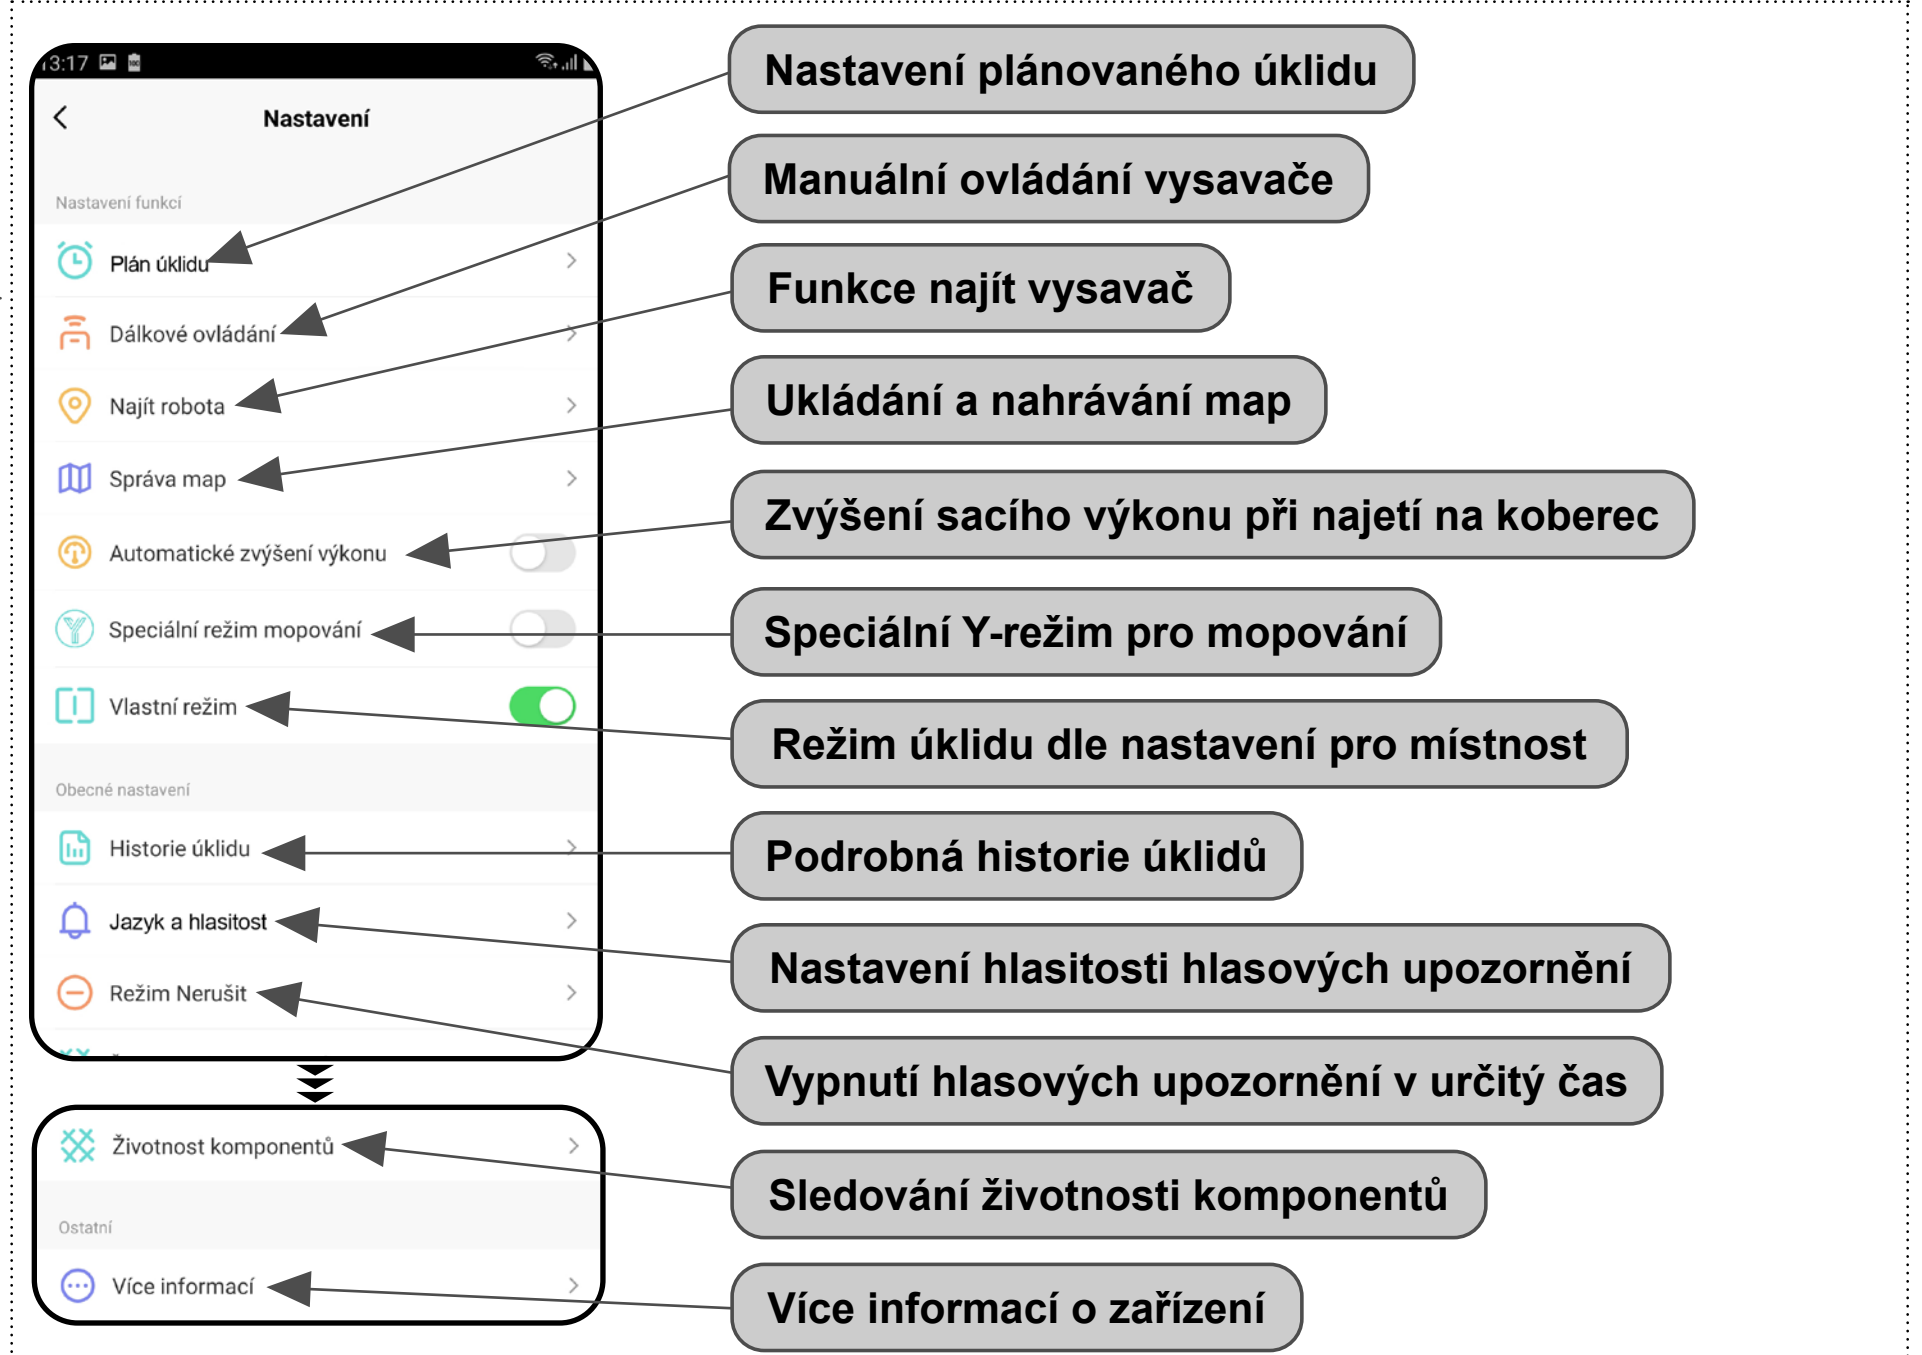 13:17
Nastavení
Nastavení funkcí
Plán úklidu
Dálkové ovládání
Najít robota
Správa map
Automatické zvýšení výkonu
Speciální režim mopování
Vlastní režim
Obecné nastavení
Historie úklidu
Jazyk a hlasitost
Režim Nerušit
Životnost komponentů
Ostatní
Více informací
Nastavení plánovaného úklidu
Manuální ovládání vysavače
Funkce najít vysavač
Ukládání a nahrávání map
Zvýšení sacího výkonu při najetí na koberec
Speciální Y-režim pro mopování
Režim úklidu dle nastavení pro místnost
Podrobná historie úklidů
Nastavení hlasitosti hlasových upozornění
Vypnutí hlasových upozornění v určitý čas
Sledování životnosti komponentů
Více informací o zařízení